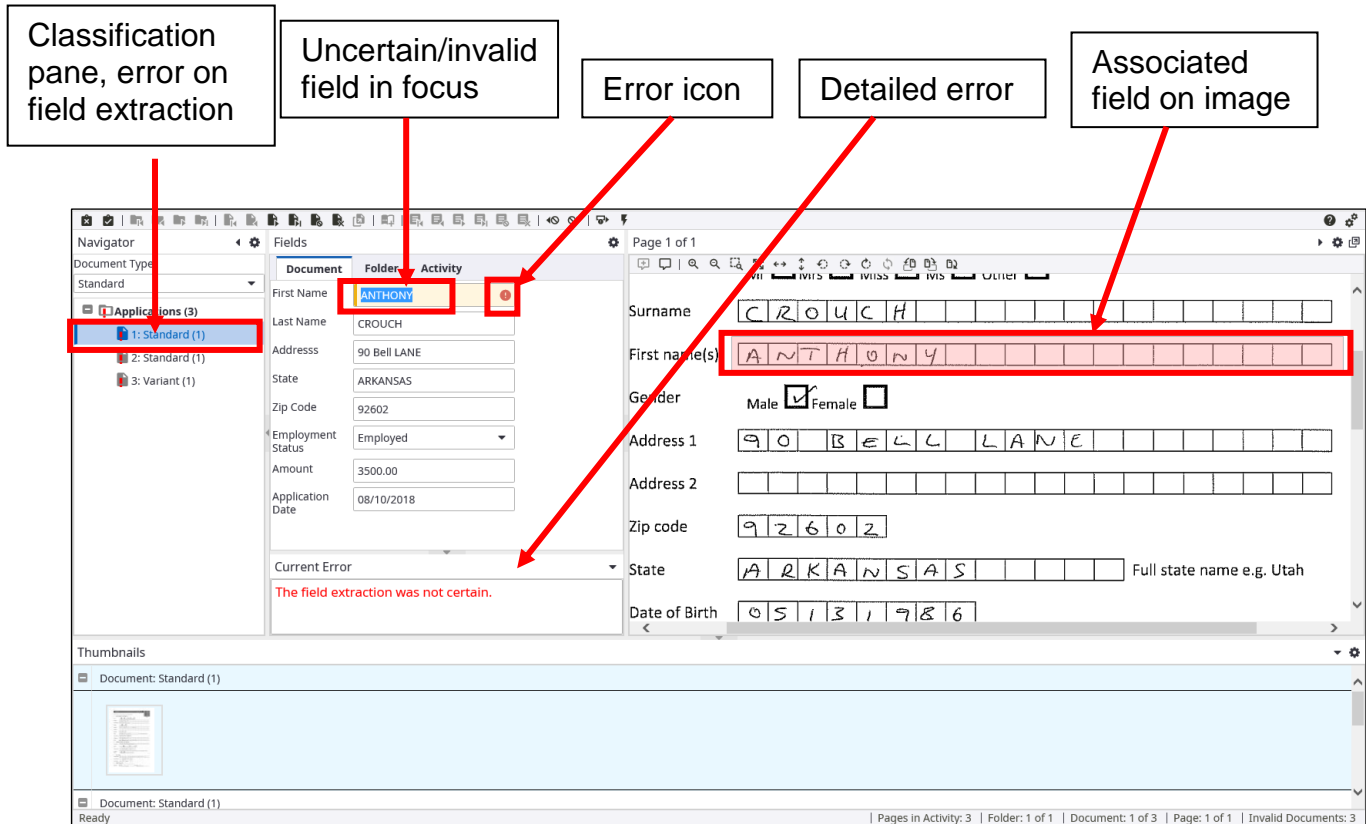 Classification
pane, error on
field extraction
Uncertain/invalid
field in focus
Error icon
Detailed error
Associated
field on image
Navigator
Fields
Page 1 of 1
Document Type
Standard
Applications (3)
1: Standard (1)
2: Standard (1)
3: Variant (1)
Document Folder Activity
First Name ANTHONY
Last Name CROUCH
Addresss 90 Bell LANE
State ARKANSAS
Zip Code 92602
Employment
Status Employed
Amount 3500.00
Application
Date 08/10/2018
Current Error
The field extraction was not certain.
Mr Mrs Miss Ms Other
Surname CROUCH
First name(s) ANTHONY
Gender Male Female
Address 1 90 BELL LANE
Address 2
Zip code 92602
State ARKANSAS Full state name e.g. Utah
Date of Birth 05131986
Thumbnails
Document: Standard (1)
Document: Standard (1)
Ready | Pages in Activity: 3 | Folder: 1 of 1 | Document: 1 of 3 | Page: 1 of 1 | Invalid Documents: 3